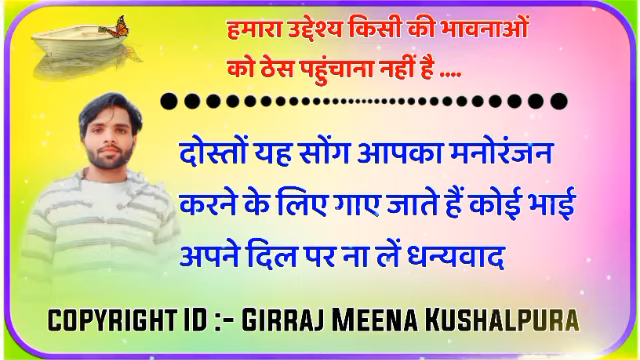 हमारा उद्देश्य किसी की भावनाओं
को ठेस पहुंचाना नहीं है ....
दोस्तों यह सोंग आपका मनोरंजन
करने के लिए गाए जाते हैं कोई भाई
अपने दिल पर ना लें धन्यवाद
COPYRIGHT ID :- GIRRAJ MEENA KUSHALPURA